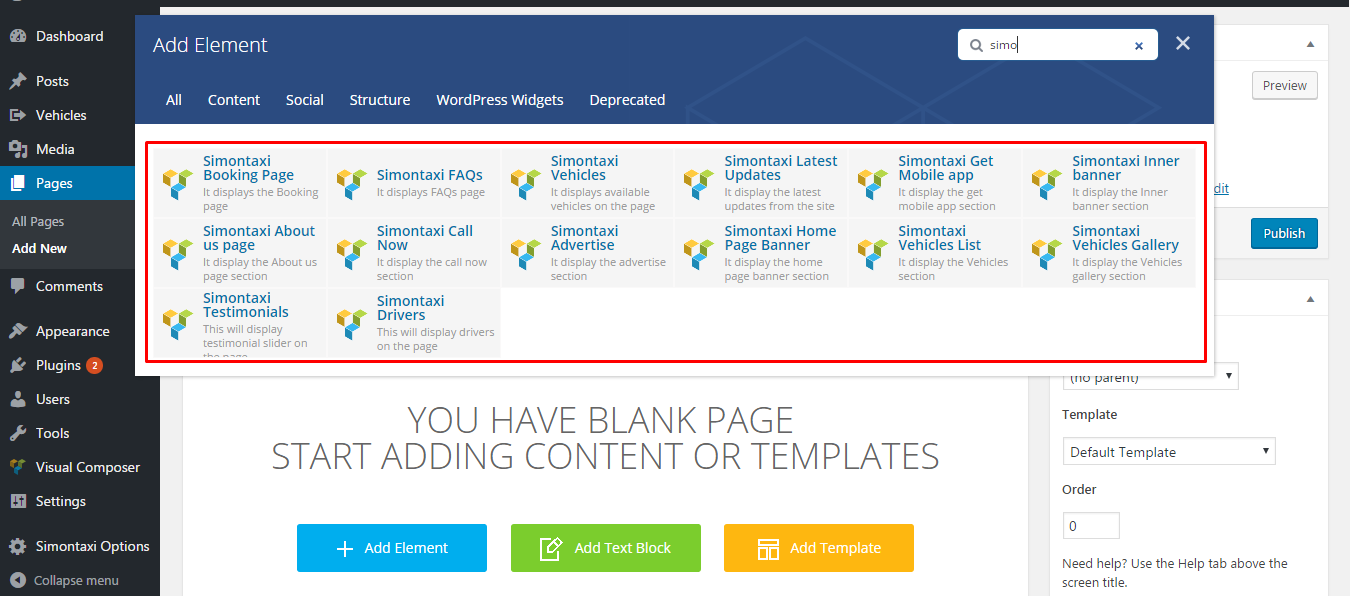 Dashboard
Posts
Vehicles
Media
Pages
All Pages
Add New
Comments
Appearance
Plugins 2
Users
Tools
Visual Composer
Settings
Simontaxi Options
Collapse menu
Add Element
simo
All Content Social Structure WordPress Widgets Deprecated
Simontaxi
Booking Page
It displays the Booking
page
Simontaxi FAQs
It displays FAQs page
Simontaxi
Vehicles
It displays available
vehicles on the page
Simontaxi Latest
Updates
It display the latest
updates from the site
Simontaxi Get
Mobile app
It display the get
mobile app section
Simontaxi Inner
banner
It display the Inner
banner section
Simontaxi About
us page
It display the About us
page section
Simontaxi Call
Now
It display the call now
section
Simontaxi
Advertise
It display the advertise
section
Simontaxi Home
Page Banner
It display the home
page banner section
Simontaxi
Vehicles List
It display the Vehicles
section
Simontaxi
Vehicles Gallery
It display the Vehicles
gallery section
Simontaxi
Testimonials
This will display
testimonial slider on
the page
Simontaxi
Drivers
This will display drivers
on the page
YOU HAVE BLANK PAGE
START ADDING CONTENT OR TEMPLATES
Add Element
Add Text Block
Add Template
Preview
dit
Publish
(no parent)
Template
Default Template
Order
0
Need help? Use the Help tab above the
screen title.